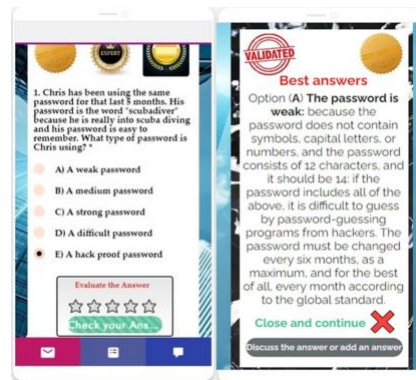 EXPERT
1. Chris has been using the same
password for that last 5 months. His
password is the word "scubadiver"
because he is really into scuba diving
and his password is easy to
remember. What type of password is
Chris using? *
A) A weak password
B) A medium password
C) A strong password
D) A difficult password
E) A hack proof password
Evaluate the Answer
Check your Ans...
VALIDATED
Best answers
Option (A) The password is
weak: because the
password does not contain
symbols, capital letters, or
numbers, and the password
consists of 12 characters, and
it should be 14: if the
password includes all of the
above, it is difficult to guess
by password-guessing
programs from hackers. The
password must be changed
every six months, as a
maximum, and for the best
of all, every month according
to the global standard.
Close and continue
Discuss the answer or add an answer